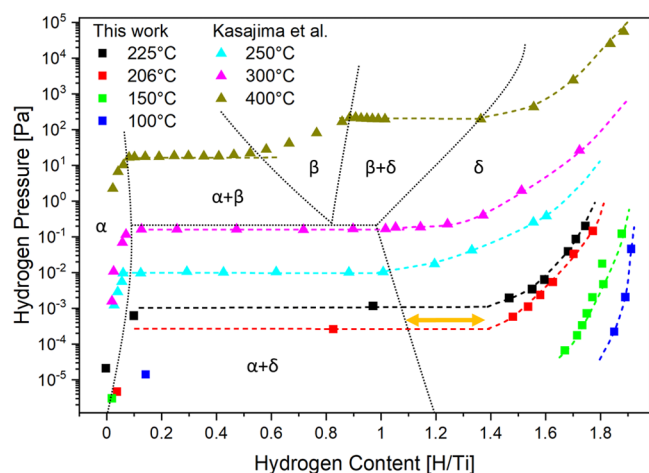 This work
Kasajima et al.
225°C
250°C
206°C
300°C
150°C
400°C
100°C
Hydrogen Pressure [Pa]
10^5
10^4
10^3
10^2
10^1
10^0
10^-1
10^-2
10^-3
10^-4
10^-5
α
α+β
β
β+δ
δ
α+δ
0
0.2
0.4
0.6
0.8
1
1.2
1.4
1.6
1.8
2.0
Hydrogen Content [H/Ti]